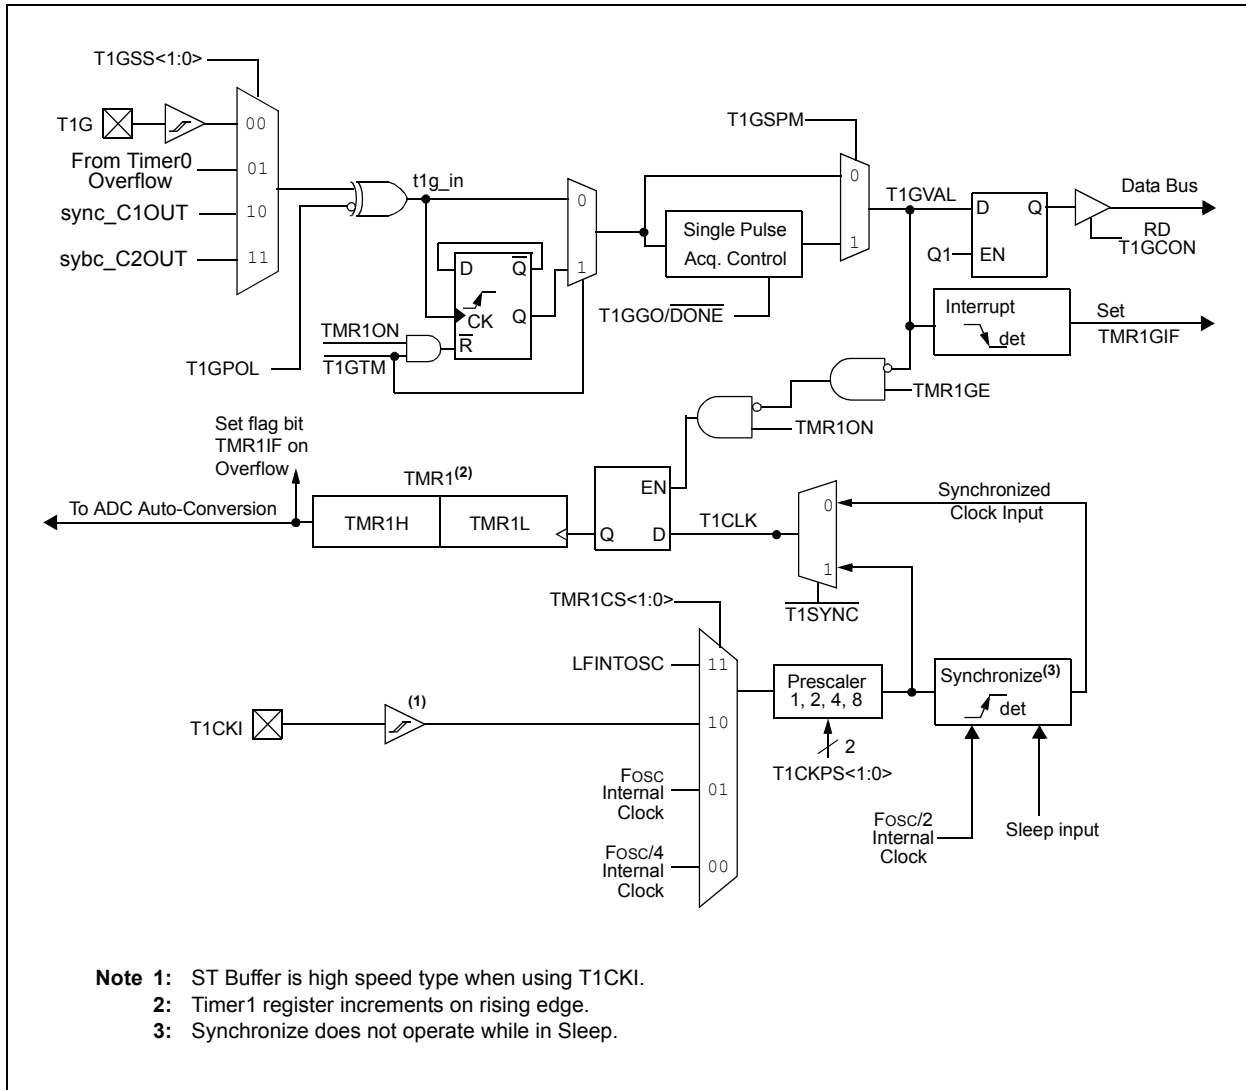 T1GSS<1:0>
T1G
00
From Timer0
Overflow
01
sync_C1OUT
10
sybc_C2OUT
11
T1GPOL
t1g_in
0
1
D
Q
CK
Q
R
TMR1ON
T1GTM
T1GSPM
0
1
Single Pulse
Acq. Control
T1GGO/DONE
T1GVAL
D
Q
Q1
EN
Data Bus
RD
T1GCON
Interrupt
det
Set
TMR1GIF
TMR1GE
TMR1ON
Set flag bit
TMR1IF on
Overflow
TMR1(2)
To ADC Auto-Conversion
TMR1H
TMR1L
EN
Q
D
T1CLK
0
1
T1SYNC
Synchronized
Clock Input
TMR1CS<1:0>
LFINTOSC
11
T1CKI
(1)
10
FOSC
Internal
Clock
01
FOSC/4
Internal
Clock
00
Prescaler
1, 2, 4, 8
2
T1CKPS<1:0>
Synchronize(3)
det
FOSC/2
Internal
Clock
Sleep input
Note 1: ST Buffer is high speed type when using T1CKI.
2: Timer1 register increments on rising edge.
3: Synchronize does not operate while in Sleep.